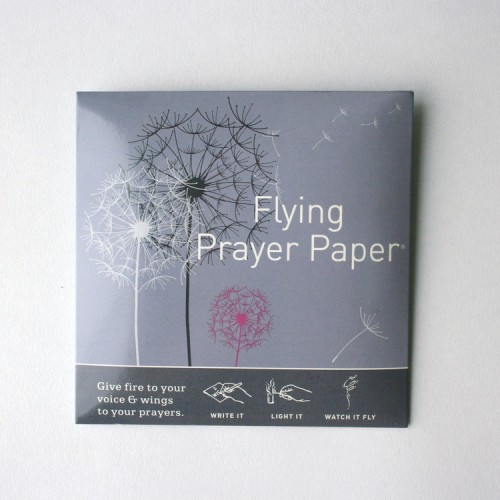 Flying
Prayer Paper®
Give fire to your
voice & wings
to your prayers.
WRITE IT
LIGHT IT
WATCH IT FLY